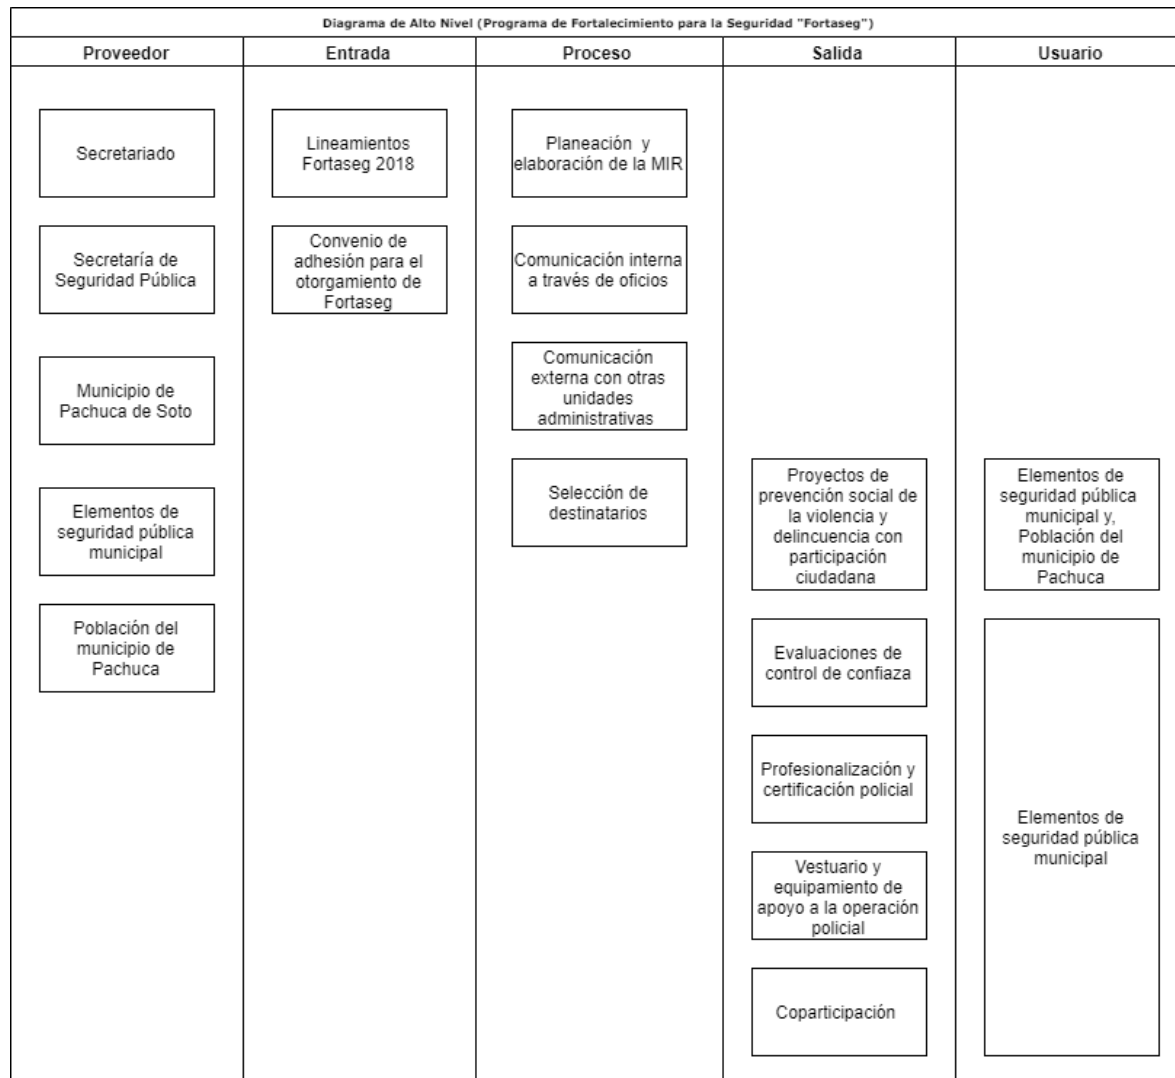 Diagrama de Alto Nivel (Programa de Fortalecimiento para la Seguridad "Fortaseg")
Proveedor
Entrada
Proceso
Salida
Usuario
Secretariado
Secretaría de
Seguridad Pública
Municipio de
Pachuca de Soto
Elementos de
seguridad pública
municipal
Población del
municipio de
Pachuca
Lineamientos
Fortaseg 2018
Convenio de
adhesión para el
otorgamiento de
Fortaseg
Planeación y
elaboración de la MIR
Comunicación interna
a través de oficios
Comunicación
externa con otras
unidades
administrativas
Selección de
destinatarios
Proyectos de
prevención social de
la violencia y
delincuencia con
participación
ciudadana
Evaluaciones de
control de confiaza
Profesionalización y
certificación policial
Vestuario y
equipamiento de
apoyo a la operación
policial
Coparticipación
Elementos de
seguridad pública
municipal y,
Población del
municipio de
Pachuca
Elementos de
seguridad pública
municipal